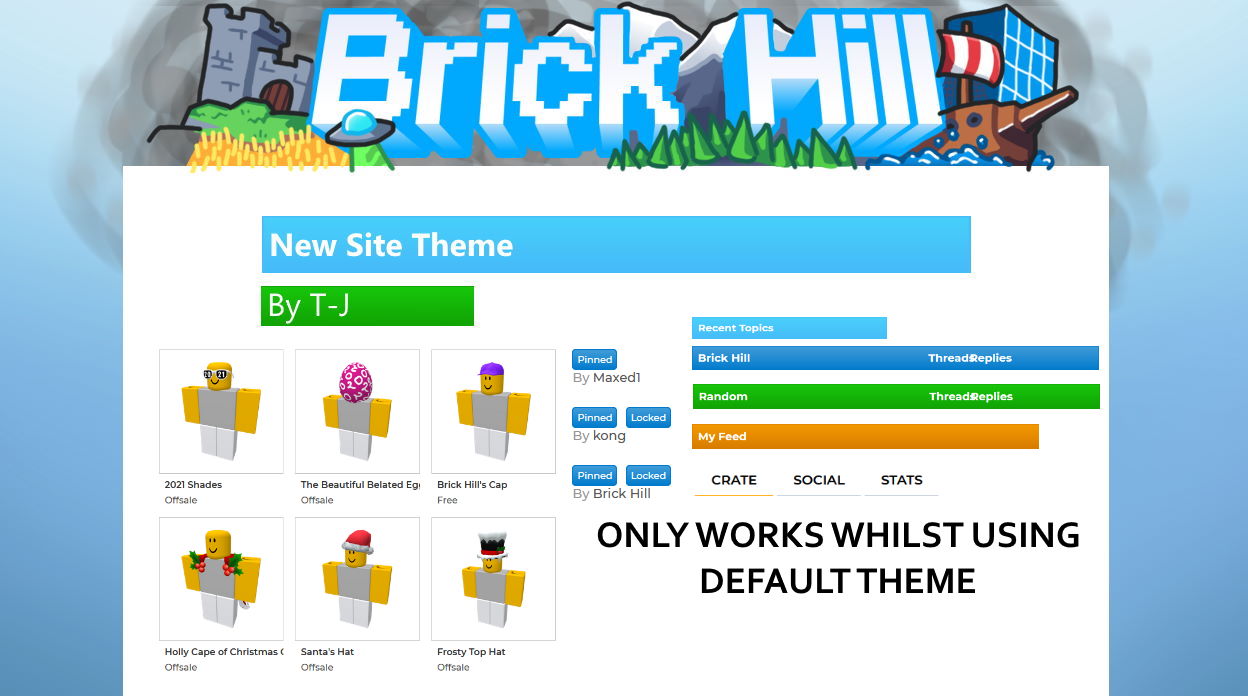 Brick Hill
New Site Theme
By T-J
2021 Shades
Offsale
The Beautiful Belated Eg
Offsale
Brick Hill's Cap
Free
Holly Cape of Christmas
Offsale
Santa's Hat
Offsale
Frosty Top Hat
Offsale
Pinned
By Maxed1
Pinned Locked
By kong
Pinned Locked
By Brick Hill
Recent Topics
Brick Hill Threads Replies
Random Threads Replies
My Feed
CRATE SOCIAL STATS
ONLY WORKS WHILST USING
DEFAULT THEME